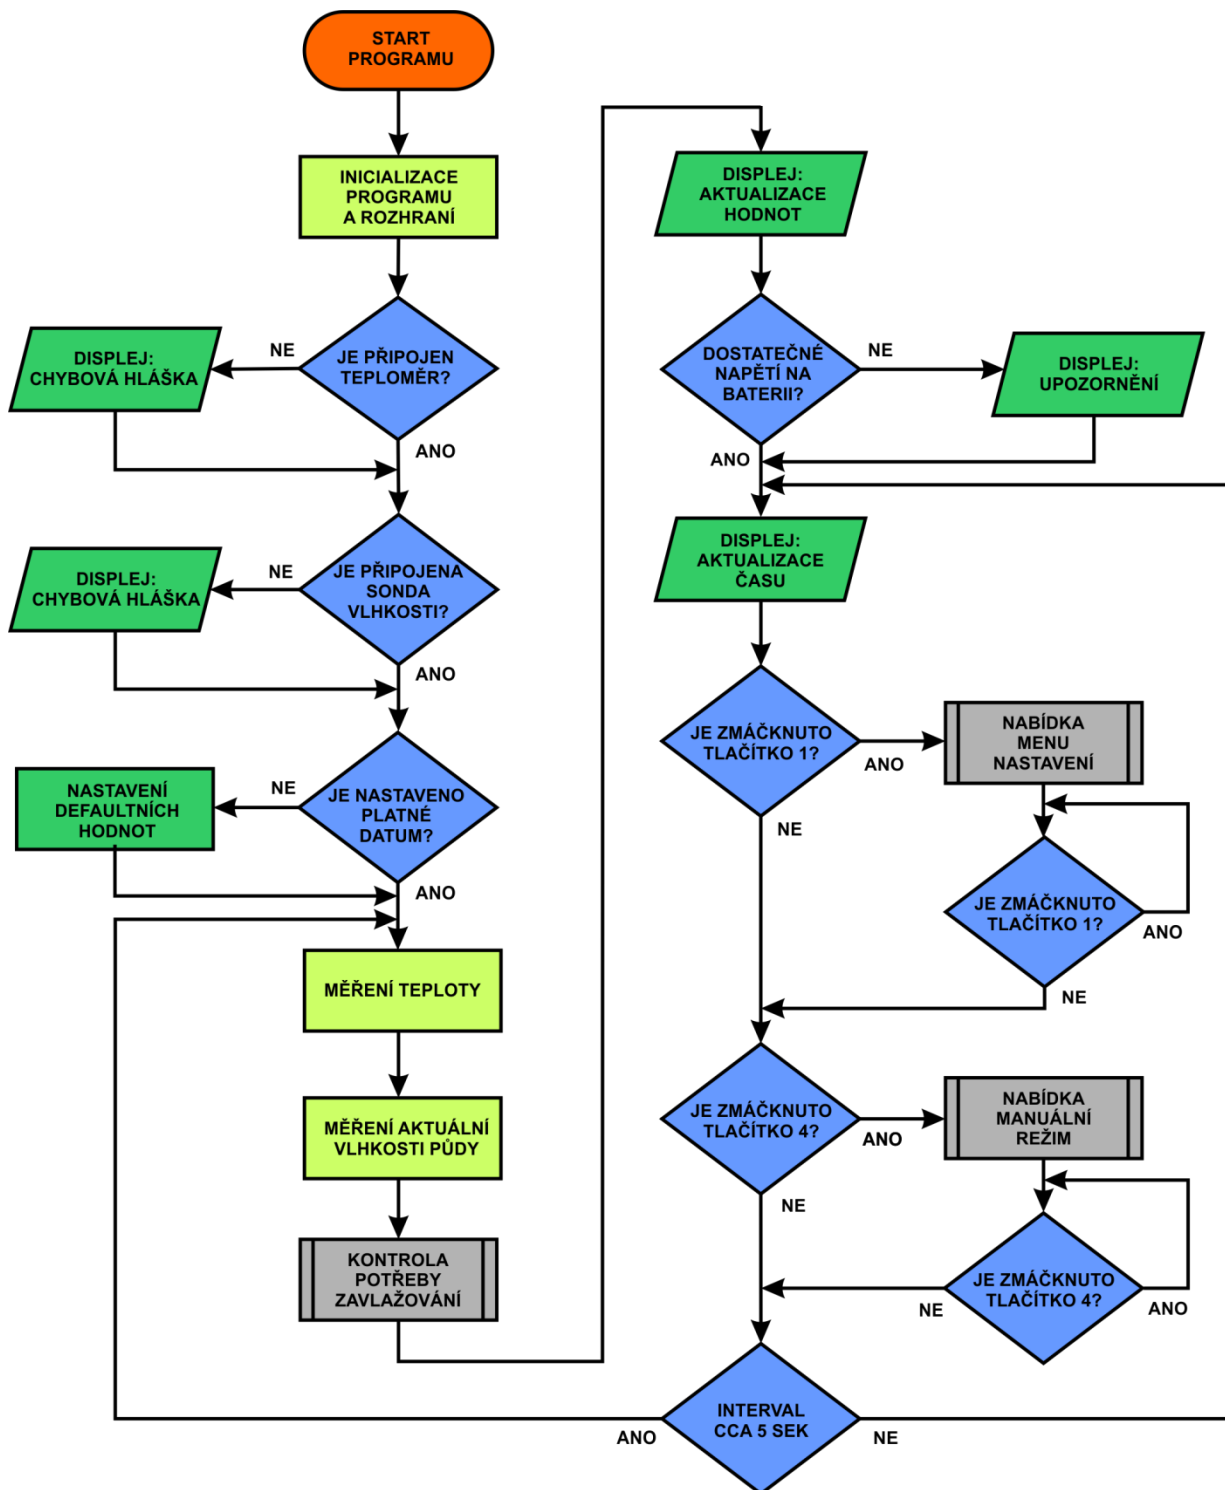 START
PROGRAMU
INICIALIZACE
PROGRAMU
A ROZHRANÍ
JE PŘIPOJEN
TEPLOMĚR?
NE
DISPLEJ:
CHYBOVÁ HLÁŠKA
ANO
JE PŘIPOJENA
SONDA
VLHKOSTI?
NE
DISPLEJ:
CHYBOVÁ HLÁŠKA
ANO
JE NASTAVENO
PLATNÉ
DATUM?
NE
NASTAVENÍ
DEFAULTNÍCH
HODNOT
ANO
MĚŘENÍ TEPLOTY
MĚŘENÍ AKTUÁLNÍ
VLHKOSTI PŮDY
KONTROLA
POTŘEBY
ZAVLAŽOVÁNÍ
DISPLEJ:
AKTUALIZACE
HODNOT
DOSTATEČNÉ
NAPĚTÍ NA
BATERII?
NE
DISPLEJ:
UPOZORNĚNÍ
ANO
DISPLEJ:
AKTUALIZACE
ČASU
JE ZMÁČKNUTO
TLAČÍTKO 1?
ANO
NABÍDKA
MENU
NASTAVENÍ
NE
JE ZMÁČKNUTO
TLAČÍTKO 1?
ANO
NE
JE ZMÁČKNUTO
TLAČÍTKO 4?
ANO
NABÍDKA
MANUÁLNÍ
REŽIM
NE
JE ZMÁČKNUTO
TLAČÍTKO 4?
NE
ANO
INTERVAL
CCA 5 SEK
ANO
NE